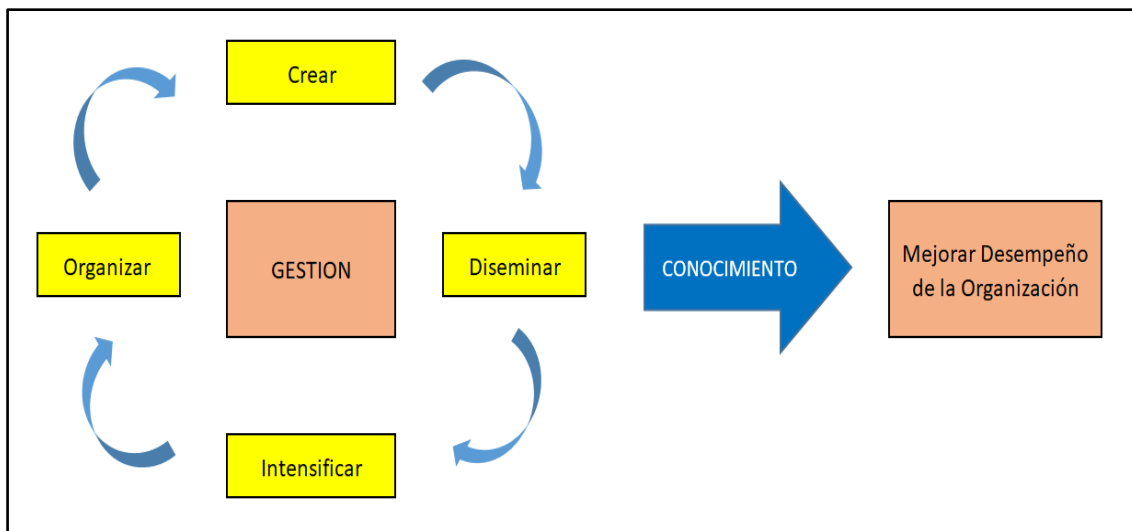 Crear
Organizar
GESTION
Diseminar
CONOCIMIENTO
Mejorar Desempeño
de la Organización
Intensificar